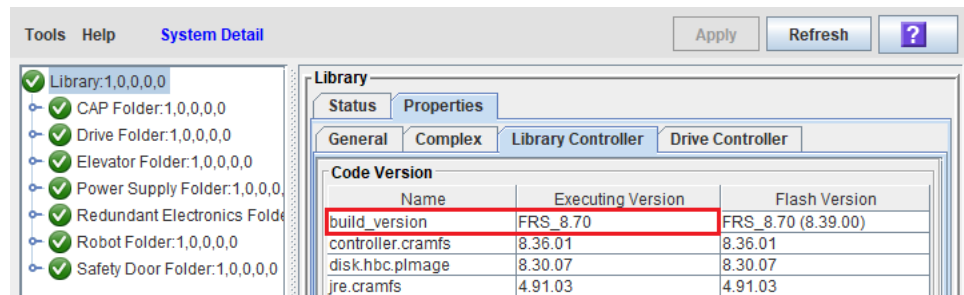 Tools Help System Detail Apply Refresh ?
Library:1,0,0,0,0
CAP Folder:1,0,0,0,0
Drive Folder:1,0,0,0,0
Elevator Folder:1,0,0,0,0
Power Supply Folder:1,0,0,0,
Redundant Electronics Folde
Robot Folder:1,0,0,0,0
Safety Door Folder:1,0,0,0,0
Library
Status Properties
General Complex Library Controller Drive Controller
Code Version
Name Executing Version Flash Version
build_version FRS_8.70 FRS_8.70 (8.39.00)
controller.cramfs 8.36.01 8.36.01
disk.hbc.plmage 8.30.07 8.30.07
jre.cramfs 4.91.03 4.91.03